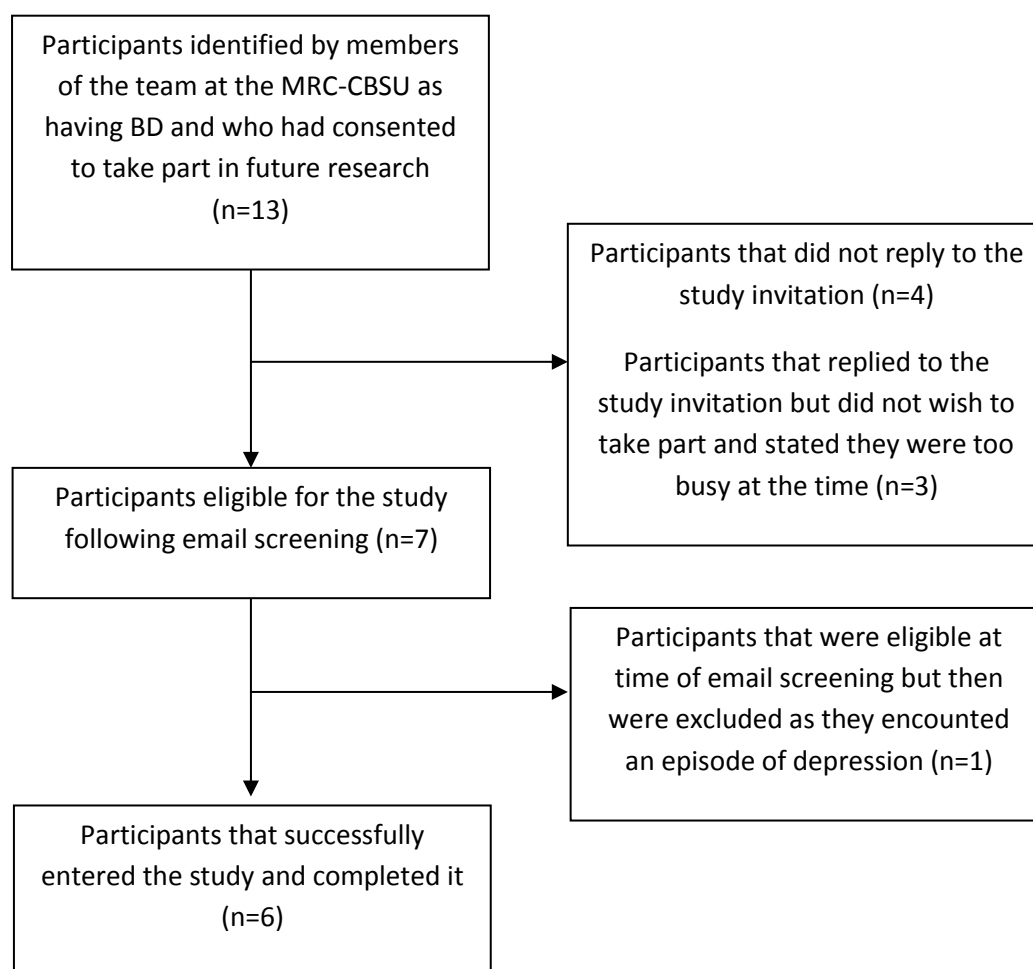 Participants identified by members
of the team at the MRC-CBSU as
having BD and who had consented
to take part in future research
(n=13)
Participants that did not reply to the
study invitation (n=4)
Participants that replied to the
study invitation but did not wish to
take part and stated they were too
busy at the time (n=3)
Participants eligible for the study
following email screening (n=7)
Participants that were eligible at
time of email screening but then
were excluded as they encounted
an episode of depression (n=1)
Participants that successfully
entered the study and completed it
(n=6)